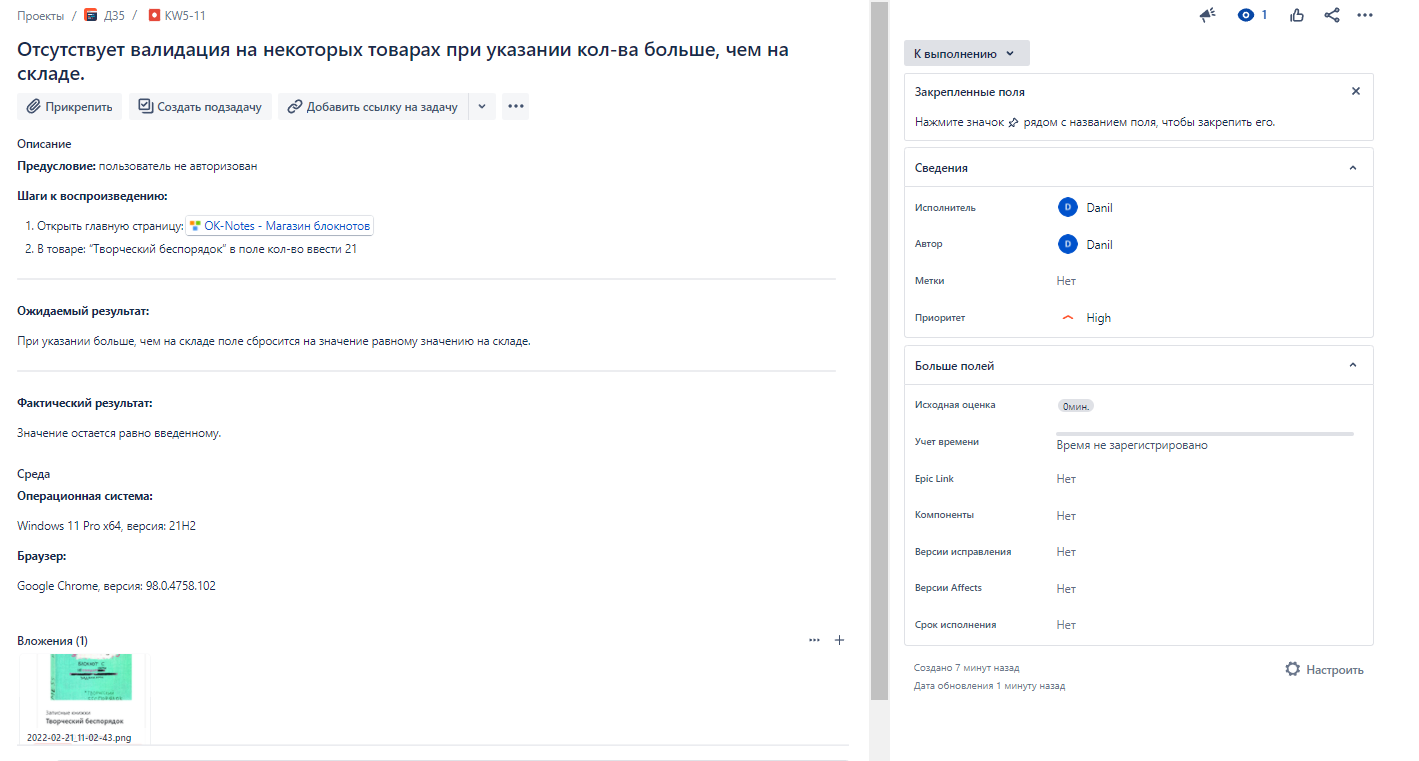 Проекты / Д35 / KW5-11
Отсутствует валидация на некоторых товарах при указании кол-ва больше, чем на
складе.
Прикрепить Создать подзадачу Добавить ссылку на задачу
Описание
Предусловие: пользователь не авторизован
Шаги к воспроизведению:
1. Открыть главную страницу: OK-Notes - Магазин блокнотов
2. В товаре: “Творческий беспорядок” в поле кол-во ввести 21
Ожидаемый результат:
При указании больше, чем на складе поле сбросится на значение равному значению на складе.
Фактический результат:
Значение остается равно введенному.
Среда
Операционная система:
Windows 11 Pro x64, версия: 21H2
Браузер:
Google Chrome, версия: 98.0.4758.102
Вложения (1)
БЛОКНОТ С
Записные книжки
Творческий беспорядок
2022-02-21_11-02-43.png
1
К выполнению
Закрепленные поля
Нажмите значок рядом с названием поля, чтобы закрепить его.
Сведения
Исполнитель D Danil
Автор D Danil
Метки Нет
Приоритет High
Больше полей
Исходная оценка 0мин.
Учет времени Время не зарегистрировано
Epic Link Нет
Компоненты Нет
Версии исправления Нет
Версии Affects Нет
Срок исполнения Нет
Создано 7 минут назад
Настроить
Дата обновления 1 минуту назад